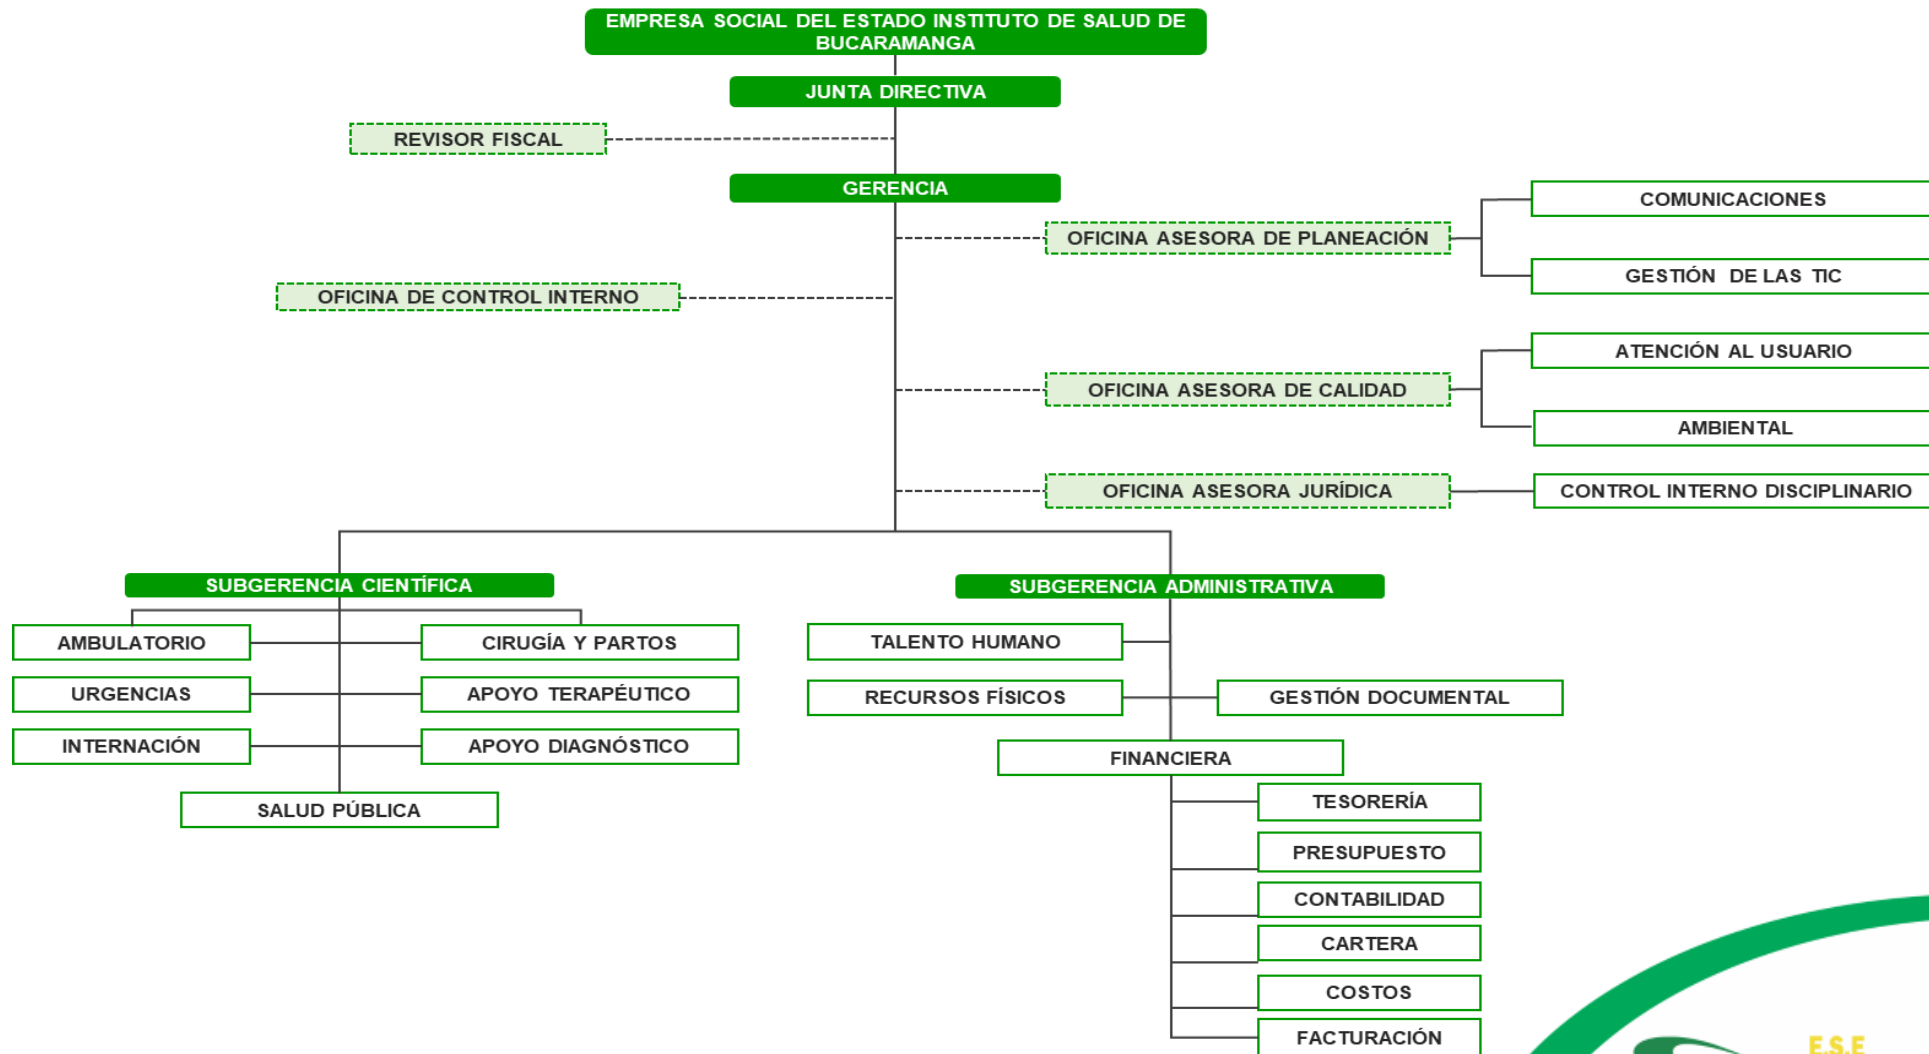 EMPRESA SOCIAL DEL ESTADO INSTITUTO DE SALUD DE
BUCARAMANGA
JUNTA DIRECTIVA
REVISOR FISCAL
GERENCIA
COMUNICACIONES
OFICINA ASESORA DE PLANEACIÓN
GESTIÓN DE LAS TIC
OFICINA DE CONTROL INTERNO
ATENCIÓN AL USUARIO
OFICINA ASESORA DE CALIDAD
AMBIENTAL
OFICINA ASESORA JURÍDICA
CONTROL INTERNO DISCIPLINARIO
SUBGERENCIA CIENTÍFICA
AMBULATORIO
CIRUGÍA Y PARTOS
URGENCIAS
APOYO TERAPÉUTICO
INTERNACIÓN
APOYO DIAGNÓSTICO
SALUD PÚBLICA
SUBGERENCIA ADMINISTRATIVA
TALENTO HUMANO
RECURSOS FÍSICOS
GESTIÓN DOCUMENTAL
FINANCIERA
TESORERÍA
PRESUPUESTO
CONTABILIDAD
CARTERA
COSTOS
FACTURACIÓN
E.S.E